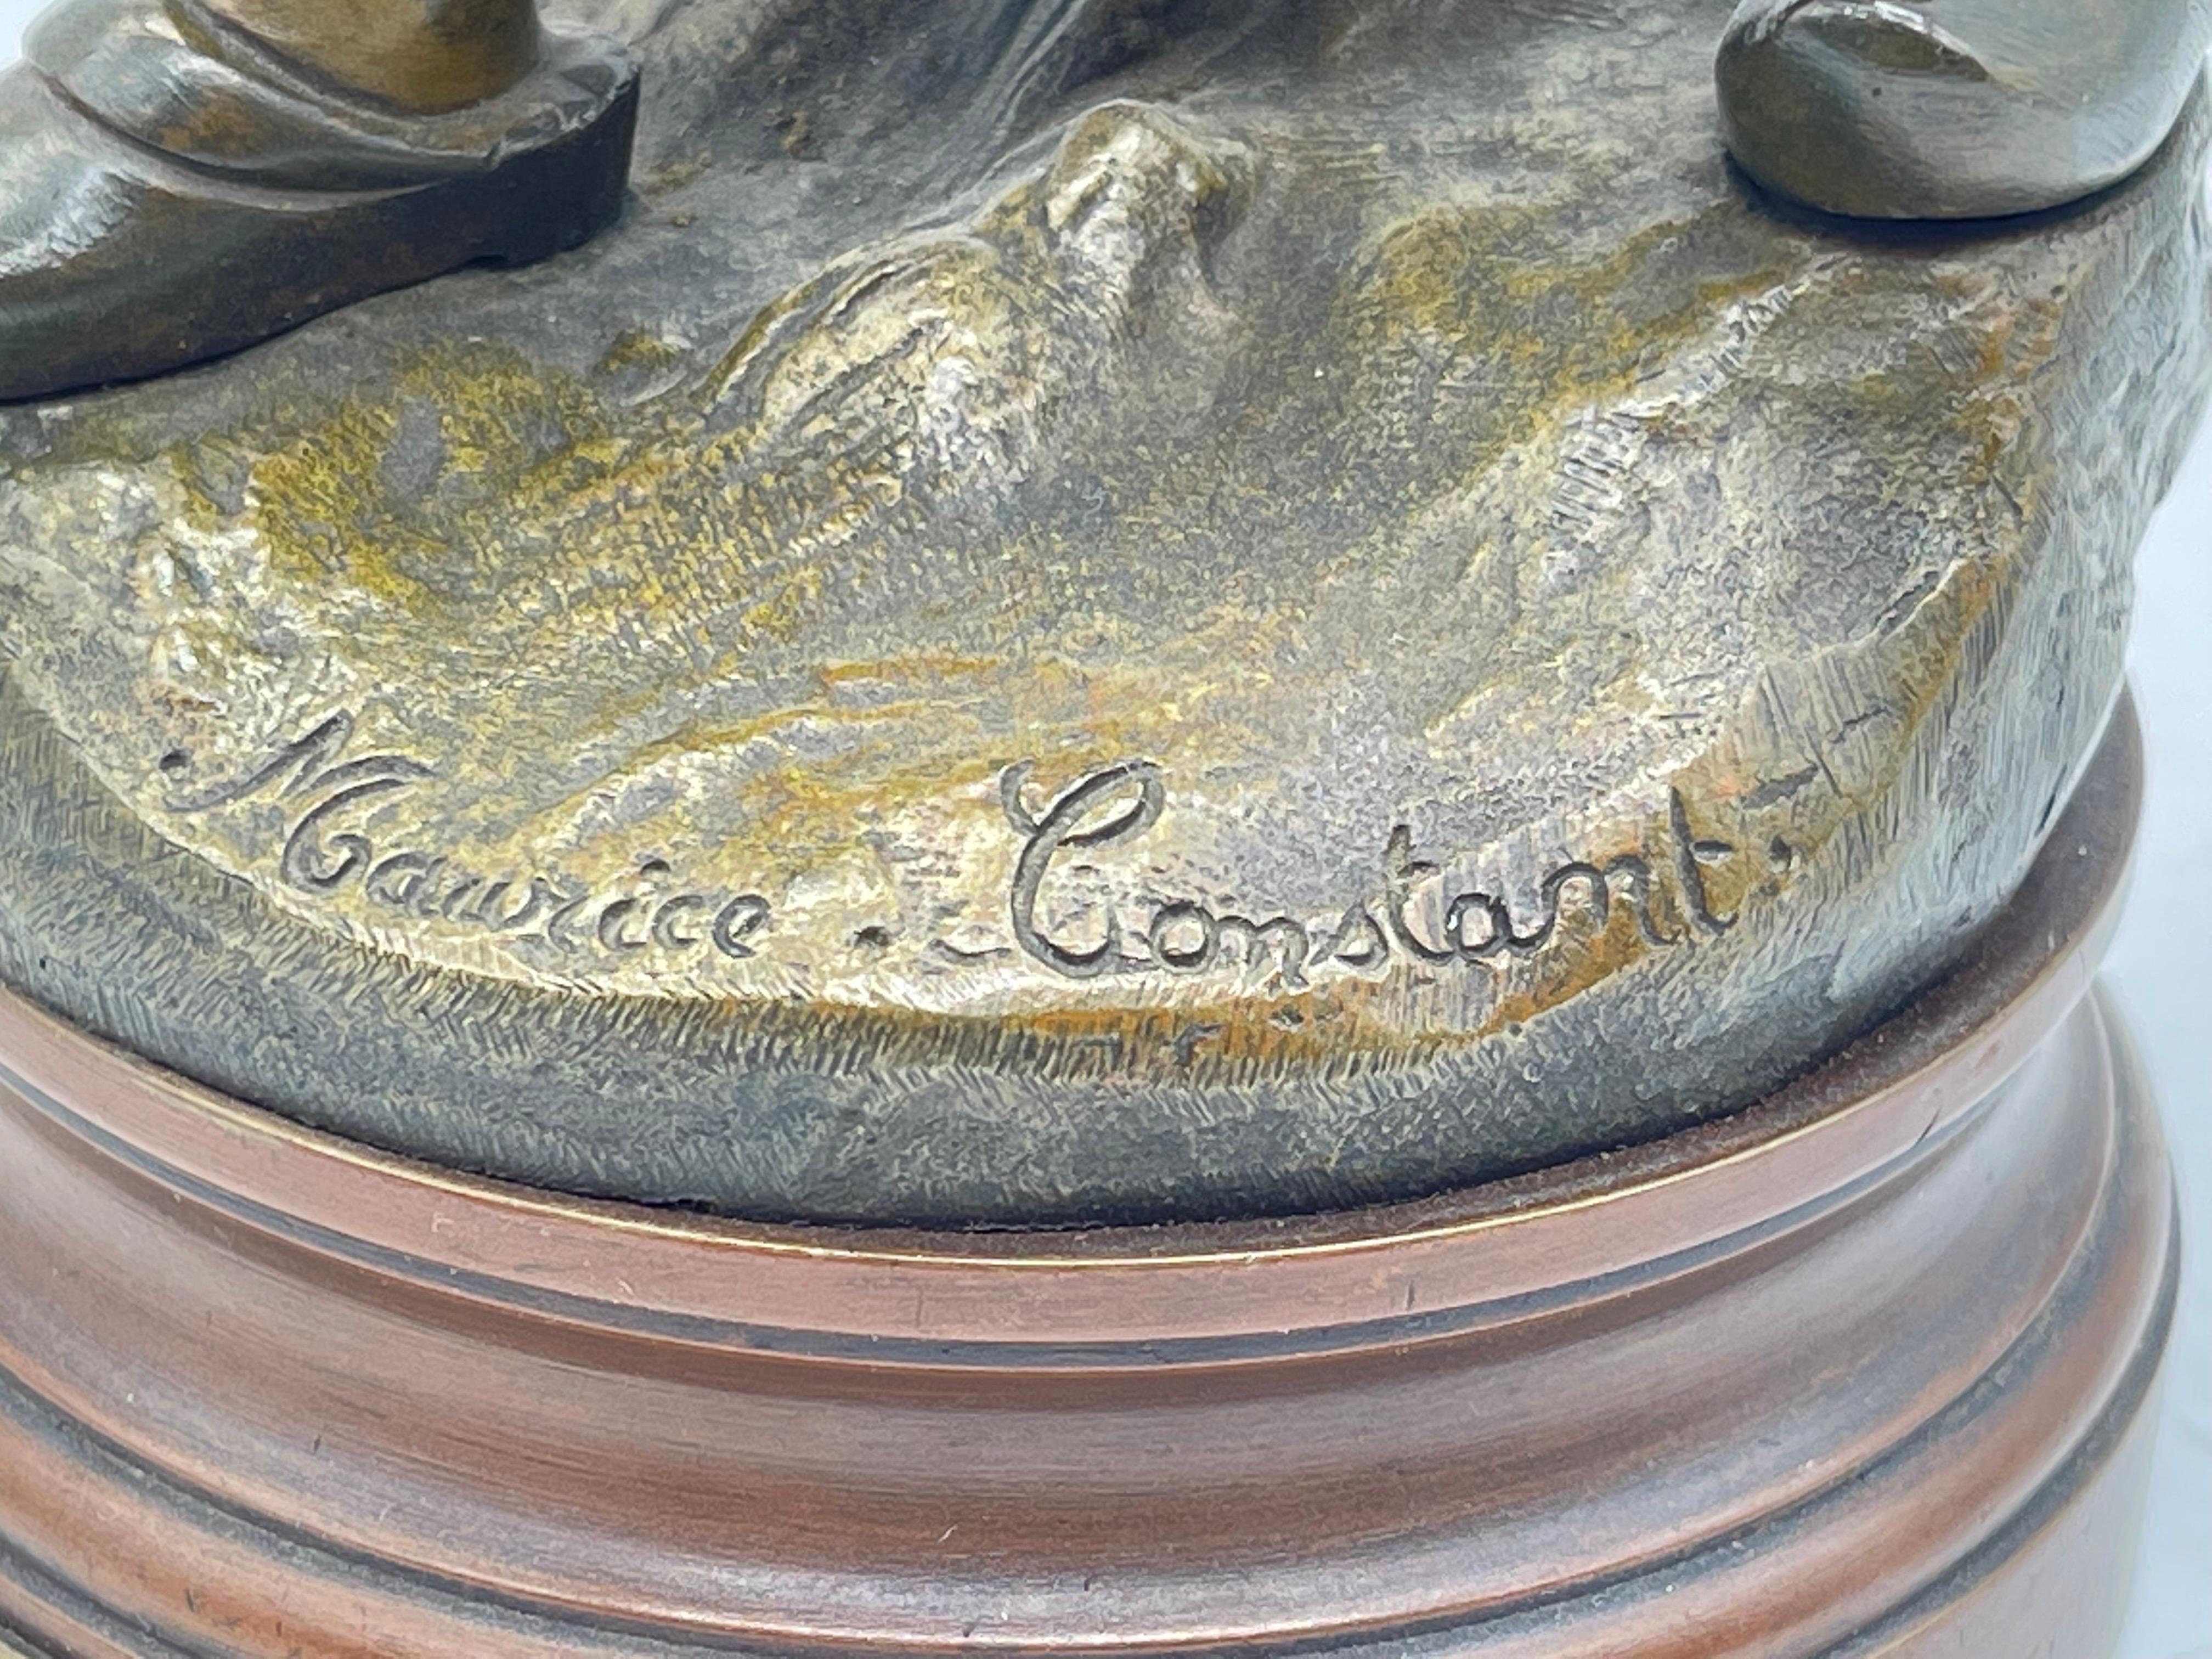 Maurice . Constant.